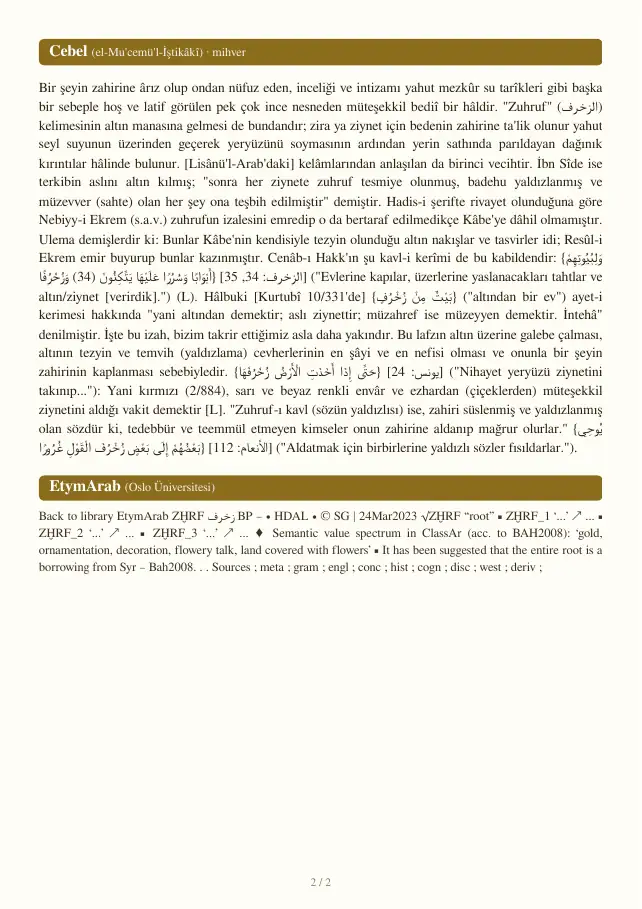 Cebel (el-Mu'cemü'l-İştikâkî) · mihver
Bir şeyin zahirine ârız olup ondan nüfuz eden, inceliği ve intizamı yahut mezkûr su tarîkleri gibi başka
bir sebeple hoş ve latif görülen pek çok ince nesneden müteşekkil bediî bir hâldir. "Zuhruf" (الزخرف)
kelimesinin altın manasına gelmesi de bundandır; zira ya ziynet için bedenin zahirine ta'lik olunur yahut
seyl suyunun üzerinden geçerek yeryüzünü soymasının ardından yerin sathında parıldayan dağınık
kırıntılar hâlinde bulunur. [Lisânü'l-Arab'daki] kelâmlarından anlaşılan da birinci vecihtir. İbn Sîde ise
terkibin aslını altın kılmış; "sonra her ziynete zuhruf tesmiye olunmuş, badehu yaldızlanmış ve
müzevver (sahte) olan her şey ona teşbih edilmiştir" demiştir. Hadis-i şerifte rivayet olunduğuna göre
Nebiyy-i Ekrem (s.a.v.) zuhrufun izalesini emredip o da bertaraf edilmedikçe Kâbe'ye dâhil olmamıştır.
Ulema demişlerdir ki: Bunlar Kâbe'nin kendisiyle tezyin olunduğu altın nakışlar ve tasvirler idi; Resûl-i
Ekrem emir buyurup bunlar kazınmıştır. Cenâb-ı Hakk'ın şu kavl-i kerîmi de bu kabildendir: {وَلِبُيُوتِهِمْ
أَبْوَابًا وَسُرُرًا عَلَيْهَا يَتَّكِئُونَ (34) وَزُخْرُفًا} [الزخرف: 34, 35] ("Evlerine kapılar, üzerlerine yaslanacakları tahtlar ve
altın/ziynet [verirdik].") (L). Hâlbuki [Kurtubî 10/331'de] {بَيْتٌ مِنْ زُخْرُفٍ} ("altından bir ev") ayet-i
kerimesi hakkında "yani altından demektir; aslı ziynettir; müzahref ise müzeyyen demektir. İntehâ"
denilmiştir. İşte bu izah, bizim takrir ettiğimiz asla daha yakındır. Bu lafzın altın üzerine galebe çalması,
altının tezyin ve temvih (yaldızlama) cevherlerinin en şâyi ve en nefisi olması ve onunla bir şeyin
zahirinin kaplanması sebebiyledir. {حَتَّى إِذَا أَخَذَتِ الْأَرْضُ زُخْرُفَهَا} [يونس: 24] ("Nihayet yeryüzü ziynetini
takınıp..."): Yani kırmızı (2/884), sarı ve beyaz renkli envâr ve ezhardan (çiçeklerden) müteşekkil
ziynetini aldığı vakit demektir [L]. "Zuhruf-ı kavl (sözün yaldızlısı) ise, zahiri süslenmiş ve yaldızlanmış
olan sözdür ki, tedebbür ve teemmül etmeyen kimseler onun zahirine aldanıp mağrur olurlar." {يُوحِي
بَعْضُهُمْ إِلَى بَعْضٍ زُخْرُفَ الْقَوْلِ غُرُورًا} [الأنعام: 112] ("Aldatmak için birbirlerine yaldızlı sözler fısıldarlar.").
EtymArab (Oslo Üniversitesi)
Back to library EtymArab ZḪRF زخرف BP – • HDAL • © SG | 24Mar2023 √ZḪRF “root” ▪ ZḪRF_1 ‘...’ ↗ ... ▪
ZḪRF_2 ‘...’ ↗ ... ▪ ZḪRF_3 ‘...’ ↗ ... ♦ Semantic value spectrum in ClassAr (acc. to BAH2008): ‘gold,
ornamentation, decoration, flowery talk, land covered with flowers’ ▪ It has been suggested that the entire root is a
borrowing from Syr – Bah2008. . . Sources ; meta ; gram ; engl ; conc ; hist ; cogn ; disc ; west ; deriv ;
2 / 2